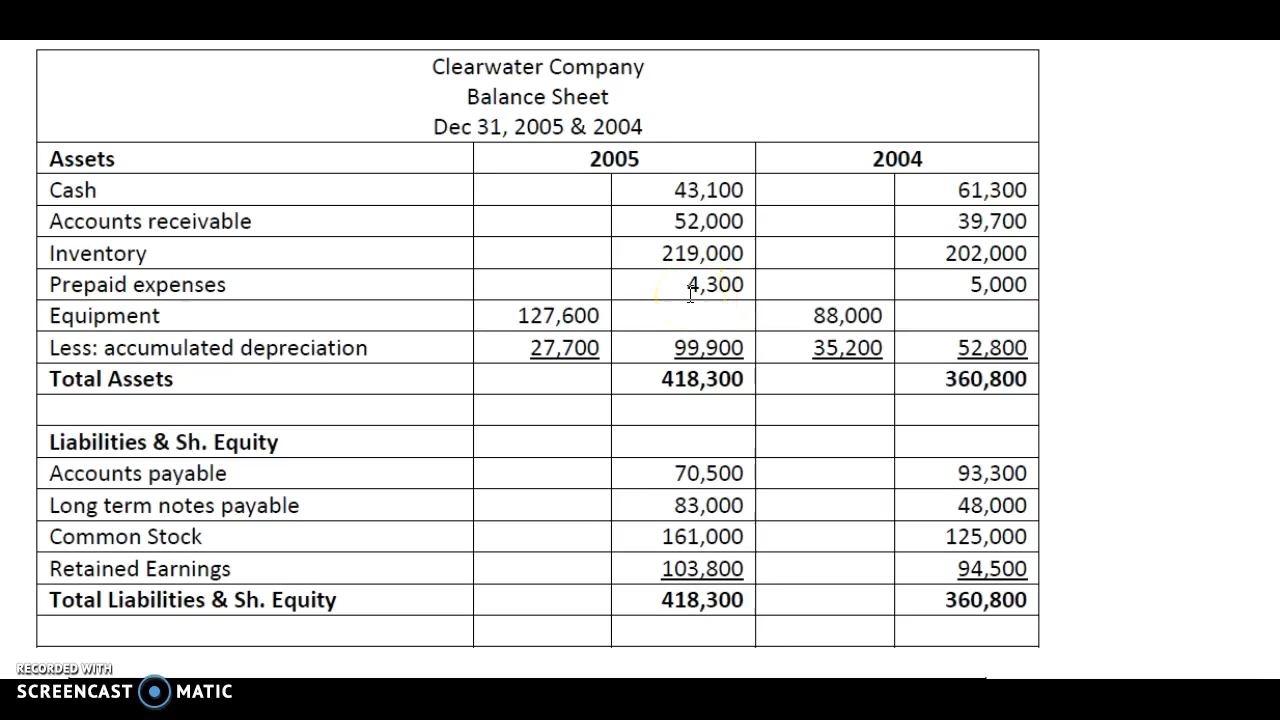 Clearwater Company
Balance Sheet
Dec 31, 2005 & 2004
Assets 2005 2004
Cash 43,100 61,300
Accounts receivable 52,000 39,700
Inventory 219,000 202,000
Prepaid expenses 4,300 5,000
Equipment 127,600 88,000
Less: accumulated depreciation 27,700 99,900 35,200 52,800
Total Assets 418,300 360,800
Liabilities & Sh. Equity
Accounts payable 70,500 93,300
Long term notes payable 83,000 48,000
Common Stock 161,000 125,000
Retained Earnings 103,800 94,500
Total Liabilities & Sh. Equity 418,300 360,800
RECORDED WITH
SCREENCAST MATIC